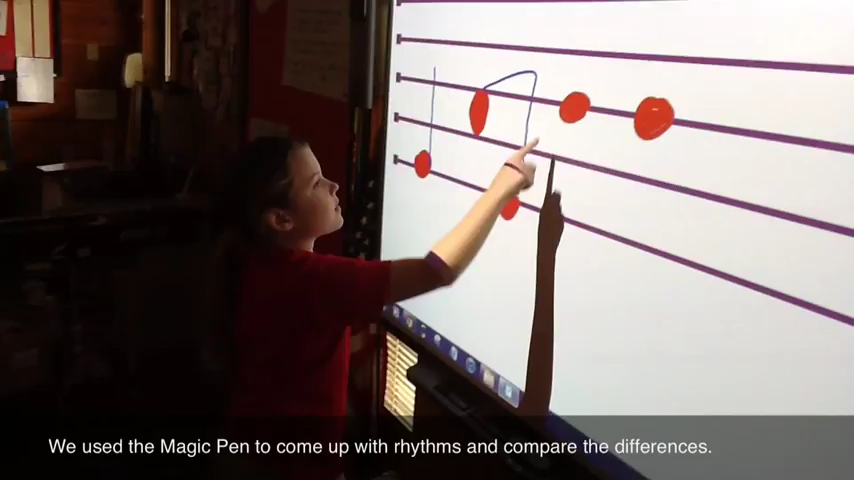 We used the Magic Pen to come up with rhythms and compare the differences.